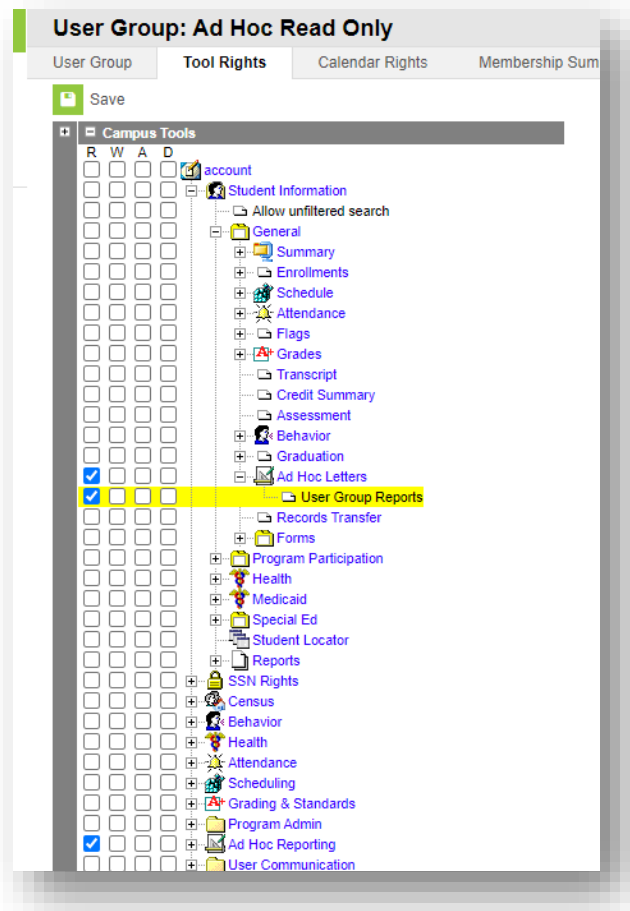 User Group: Ad Hoc Read Only
User Group Tool Rights Calendar Rights Membership Sum
Save
Campus Tools
R W A D
account
Student Information
Allow unfiltered search
General
Summary
Enrollments
Schedule
Attendance
Flags
Grades
Transcript
Credit Summary
Assessment
Behavior
Graduation
Ad Hoc Letters
User Group Reports
Records Transfer
Forms
Program Participation
Health
Medicaid
Special Ed
Student Locator
Reports
SSN Rights
Census
Behavior
Health
Attendance
Scheduling
Grading & Standards
Program Admin
Ad Hoc Reporting
User Communication